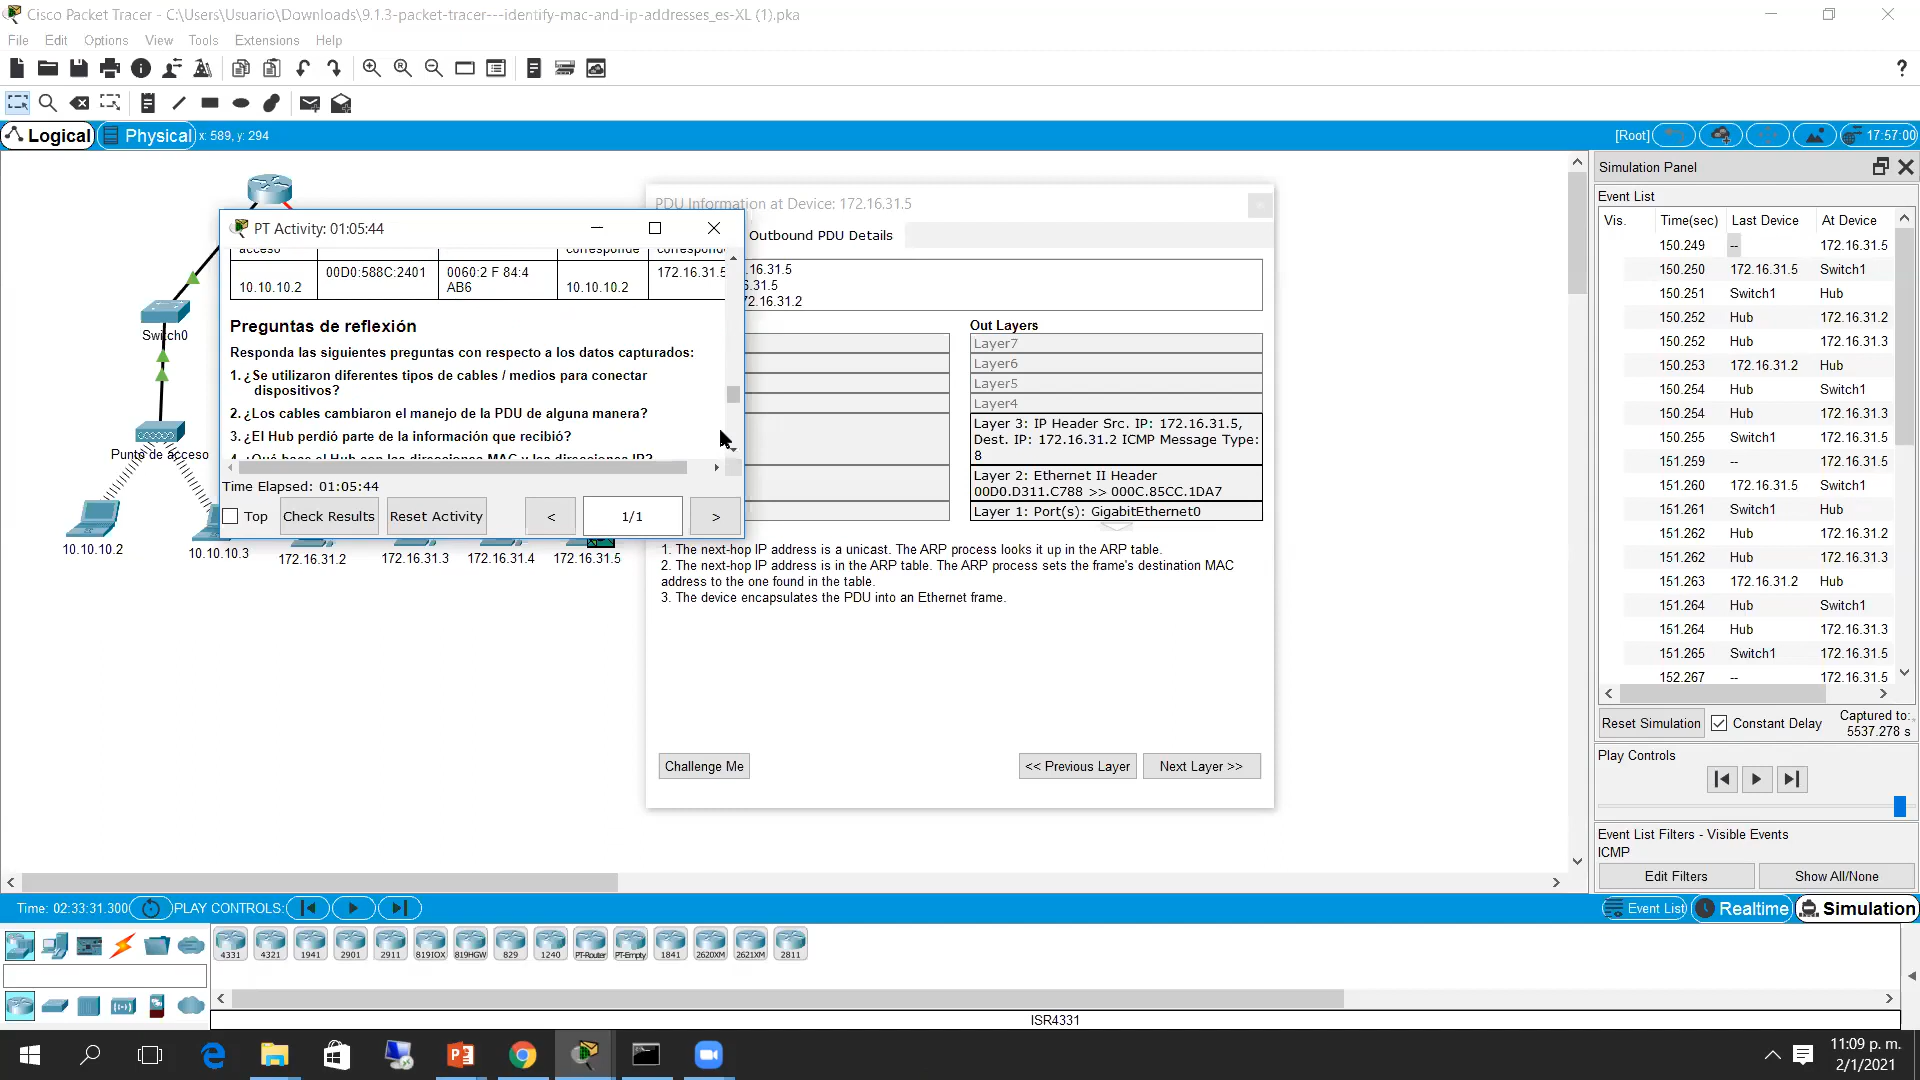 Cisco Packet Tracer - C:\Users\Usuario\Downloads\9.1.3-packet-tracer---identify-mac-and-ip-addresses_es-XL (1).pka
File Edit Options View Tools Extensions Help
?
Logical Physical x: 589, y: 294 [Root] 17:57:00
Switch0
Punto de acceso
10.10.10.2
10.10.10.3
172.16.31.2
172.16.31.3
172.16.31.4
172.16.31.5
PT Activity: 01:05:44
acceso corresponde
10.10.10.2 00D0:588C:2401 0060:2 F 84:4 AB6 10.10.10.2 172.16.31.5
Preguntas de reflexión
Responda las siguientes preguntas con respecto a los datos capturados:
1. ¿Se utilizaron diferentes tipos de cables / medios para conectar
dispositivos?
2. ¿Los cables cambiaron el manejo de la PDU de alguna manera?
3. ¿El Hub perdió parte de la información que recibió?
4. ¿Qué hace el Hub con las direcciones MAC y las direcciones IP?
Time Elapsed: 01:05:44
Top Check Results Reset Activity < 1/1 >
PDU Information at Device: 172.16.31.5
Outbound PDU Details
.16.31.5
Out Layers
Layer7
Layer6
Layer5
Layer4
Layer 3: IP Header Src. IP: 172.16.31.5,
Dest. IP: 172.16.31.2 ICMP Message Type:
8
Layer 2: Ethernet II Header
00D0.D311.C788 >> 000C.85CC.1DA7
Layer 1: Port(s): GigabitEthernet0
1. The next-hop IP address is a unicast. The ARP process looks it up in the ARP table.
2. The next-hop IP address is in the ARP table. The ARP process sets the frame's destination MAC
address to the one found in the table.
3. The device encapsulates the PDU into an Ethernet frame.
Challenge Me << Previous Layer Next Layer >>
Simulation Panel
Event List
Vis. Time(sec) Last Device At Device
150.249 -- 172.16.31.5
150.250 172.16.31.5 Switch1
150.251 Switch1 Hub
150.252 Hub 172.16.31.2
150.252 Hub 172.16.31.3
150.253 172.16.31.2 Hub
150.254 Hub Switch1
150.254 Hub 172.16.31.3
150.255 Switch1 172.16.31.5
151.259 -- 172.16.31.5
151.260 172.16.31.5 Switch1
151.261 Switch1 Hub
151.262 Hub 172.16.31.2
151.262 Hub 172.16.31.3
151.263 172.16.31.2 Hub
151.264 Hub Switch1
151.264 Hub 172.16.31.3
151.265 Switch1 172.16.31.5
152.267 -- 172.16.31.5
Reset Simulation Constant Delay Captured to:
5537.278 s
Play Controls
Event List Filters - Visible Events
ICMP
Edit Filters Show All/None
Time: 02:33:31.300 PLAY CONTROLS: Event List Realtime Simulation
4331 4321 1941 2901 2911 819IOX 819HGW 829 1240 PT-Router PT-Empty 1841 2620XM 2621XM 2811
ISR4331
11:09 p. m.
2/1/2021